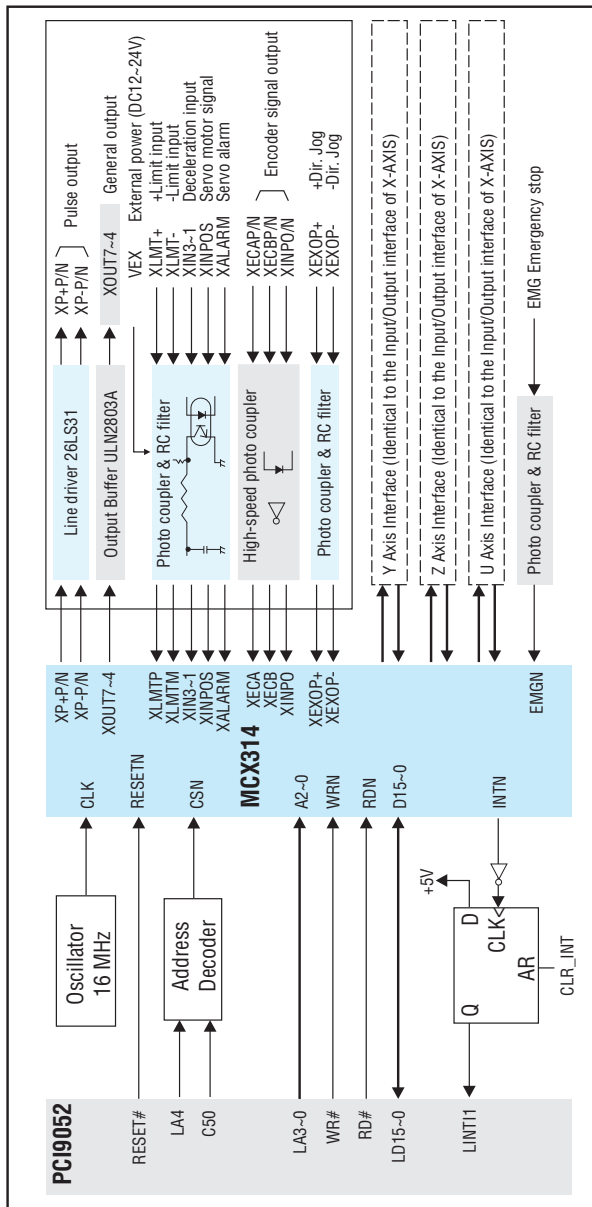 PCI9052
RESET#
LA4
C50
LA3~0
WR#
RD#
LD15~0
LINTI1
Oscillator
16 MHz
Address
Decoder
Q
D
CLK
AR
+5V
CLR_INT
MCX314
CLK
RESETN
CSN
A2~0
WRN
RDN
D15~0
INTN
XP+P/N
XP-P/N
XOUT7~4
XLMTP
XLMTM
XIN3~1
XINPOS
XALARM
XECA
XECB
XINPO
XEXOP+
XEXOP-
EMGN
Line driver 26LS31
Output Buffer ULN2803A
Photo coupler & RC filter
High-speed photo coupler
Photo coupler & RC filter
XP+P/N
XP-P/N
Pulse output
XOUT7~4
General output
VEX
External power (DC12~24V)
XLMT+
+Limit input
XLMT-
-Limit input
XIN3~1
Deceleration input
XINPOS
Servo motor signal
XALARM
Servo alarm
XECAP/N
XECBP/N
XINPO/N
Encoder signal output
XEXOP+
+Dir. Jog
XEXOP-
-Dir. Jog
Y Axis Interface (Identical to the Input/Output interface of X-AXIS)
Z Axis Interface (Identical to the Input/Output interface of X-AXIS)
U Axis Interface (Identical to the Input/Output interface of X-AXIS)
Photo coupler & RC filter
EMG Emergency stop